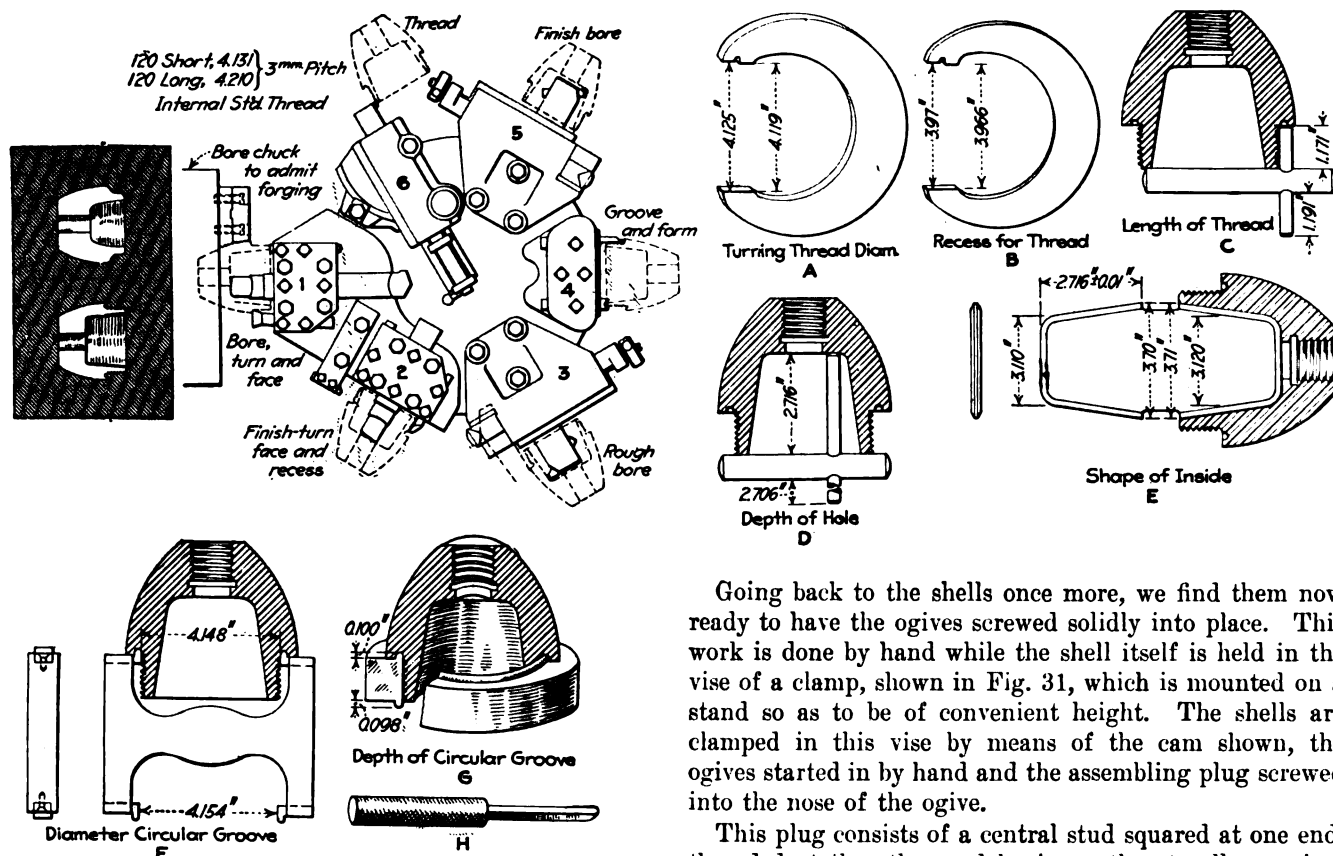 120 Short, 4.131 } 3mm. Pitch
120 Long, 4.210
Internal Std. Thread
Thread
Finish bore
Bore chuck
to admit
forging
Groove
and form
1
2
3
4
5
6
Bore,
turn and
face
Finish-turn
face and
recess
Rough
bore
4.125"
4.119"
Turning Thread Diam.
A
3.97"
3.966"
Recess for Thread
B
1.171"
1.191"
Length of Thread
C
2.716"
2.706"
Depth of Hole
D
2.716"±0.01"
3.110"
3.70"
3.71"
3.120"
Shape of Inside
E
4.148"
4.154"
Diameter Circular Groove
F
0.100"
0.098"
Depth of Circular Groove
G
H
Going back to the shells once more, we find them now
ready to have the ogives screwed solidly into place. This
work is done by hand while the shell itself is held in the
vise of a clamp, shown in Fig. 31, which is mounted on a
stand so as to be of convenient height. The shells are
clamped in this vise by means of the cam shown, the
ogives started in by hand and the assembling plug screwed
into the nose of the ogive.
This plug consists of a central stud squared at one end,